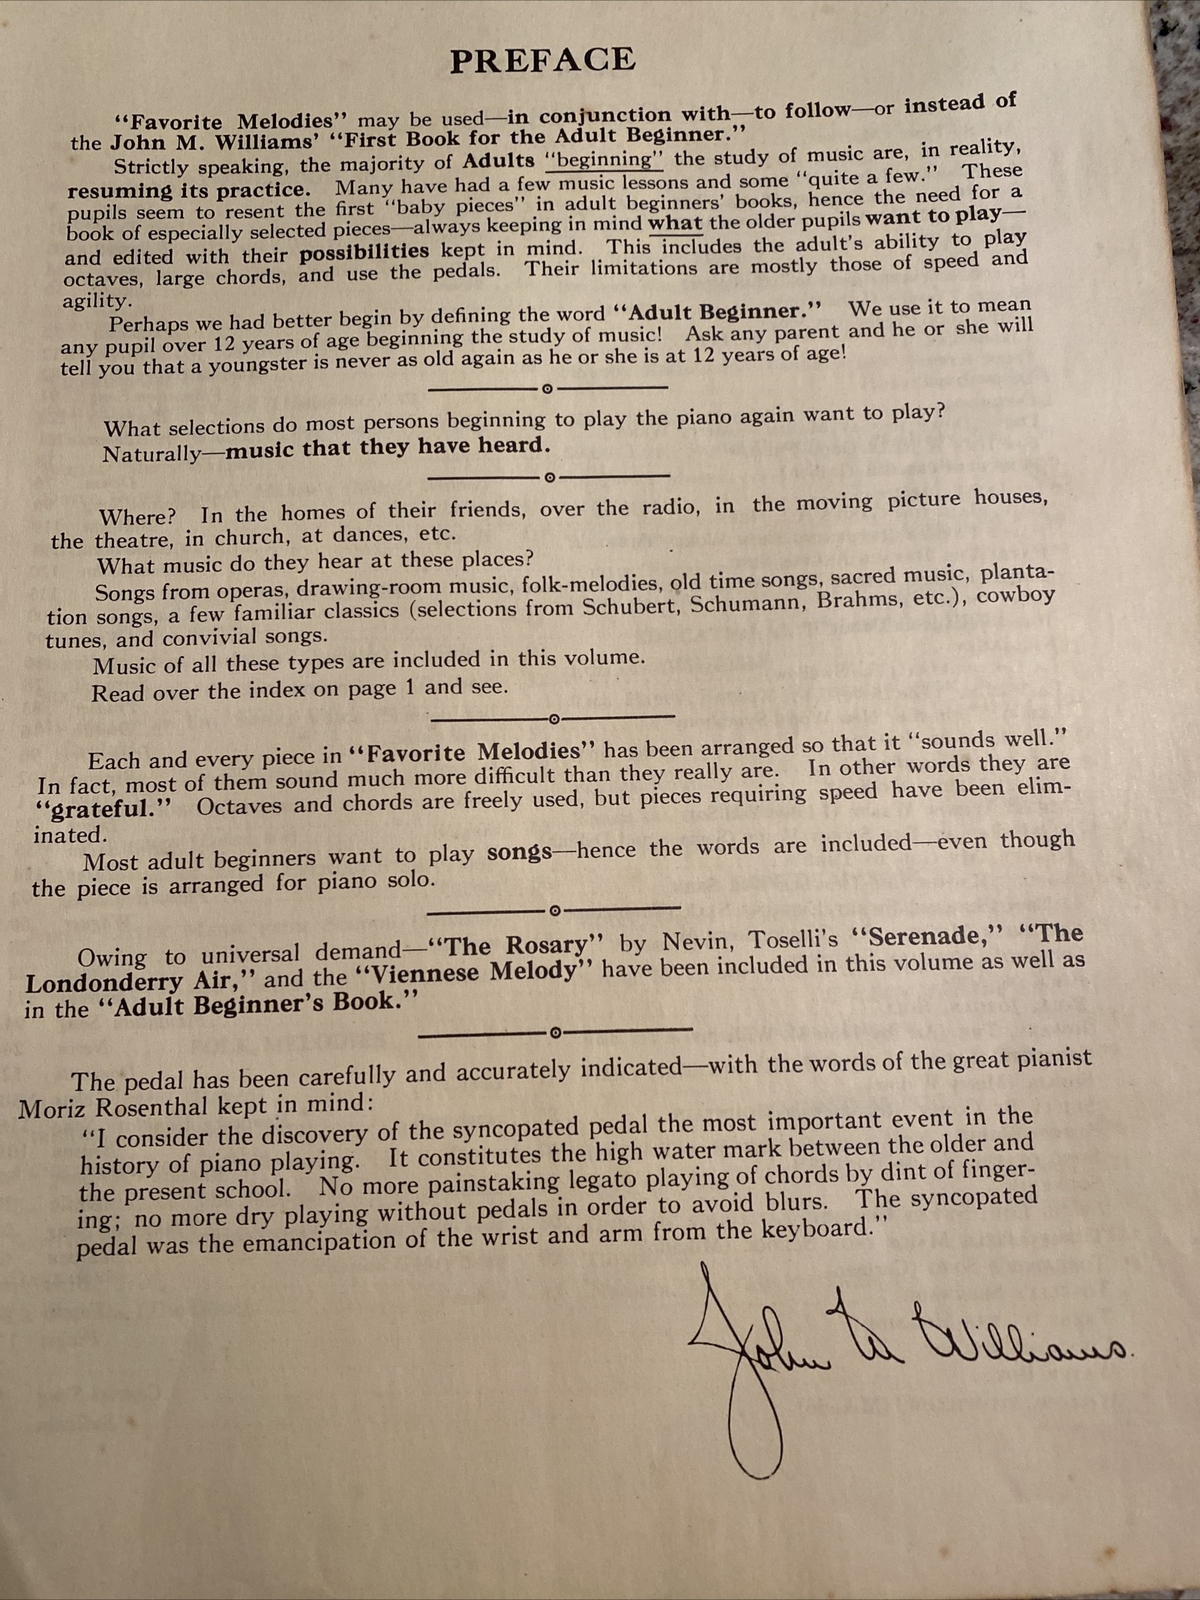 PREFACE
“Favorite Melodies” may be used—in conjunction with—to follow—or instead of
the John M. Williams’ “First Book for the Adult Beginner.”
Strictly speaking, the majority of Adults “beginning” the study of music are, in reality,
resuming its practice. Many have had a few music lessons and some “quite a few.” These
pupils seem to resent the first “baby pieces” in adult beginners’ books, hence the need for a
book of especially selected pieces—always keeping in mind what the older pupils want to play—
and edited with their possibilities kept in mind. This includes the adult’s ability to play
octaves, large chords, and use the pedals. Their limitations are mostly those of speed and
agility.
Perhaps we had better begin by defining the word “Adult Beginner.” We use it to mean
any pupil over 12 years of age beginning the study of music! Ask any parent and he or she will
tell you that a youngster is never as old again as he or she is at 12 years of age!
What selections do most persons beginning to play the piano again want to play?
Naturally—music that they have heard.
Where? In the homes of their friends, over the radio, in the moving picture houses,
the theatre, in church, at dances, etc.
What music do they hear at these places?
Songs from operas, drawing-room music, folk-melodies, old time songs, sacred music, planta-
tion songs, a few familiar classics (selections from Schubert, Schumann, Brahms, etc.), cowboy
tunes, and convivial songs.
Music of all these types are included in this volume.
Read over the index on page 1 and see.
Each and every piece in “Favorite Melodies” has been arranged so that it “sounds well.”
In fact, most of them sound much more difficult than they really are. In other words they are
“grateful.” Octaves and chords are freely used, but pieces requiring speed have been elim-
inated.
Most adult beginners want to play songs—hence the words are included—even though
the piece is arranged for piano solo.
Owing to universal demand—“The Rosary” by Nevin, Toselli’s “Serenade,” “The
Londonderry Air,” and the “Viennese Melody” have been included in this volume as well as
in the “Adult Beginner’s Book.”
The pedal has been carefully and accurately indicated—with the words of the great pianist
Moriz Rosenthal kept in mind:
“I consider the discovery of the syncopated pedal the most important event in the
history of piano playing. It constitutes the high water mark between the older and
the present school. No more painstaking legato playing of chords by dint of finger-
ing; no more dry playing without pedals in order to avoid blurs. The syncopated
pedal was the emancipation of the wrist and arm from the keyboard.”
John M Williams.